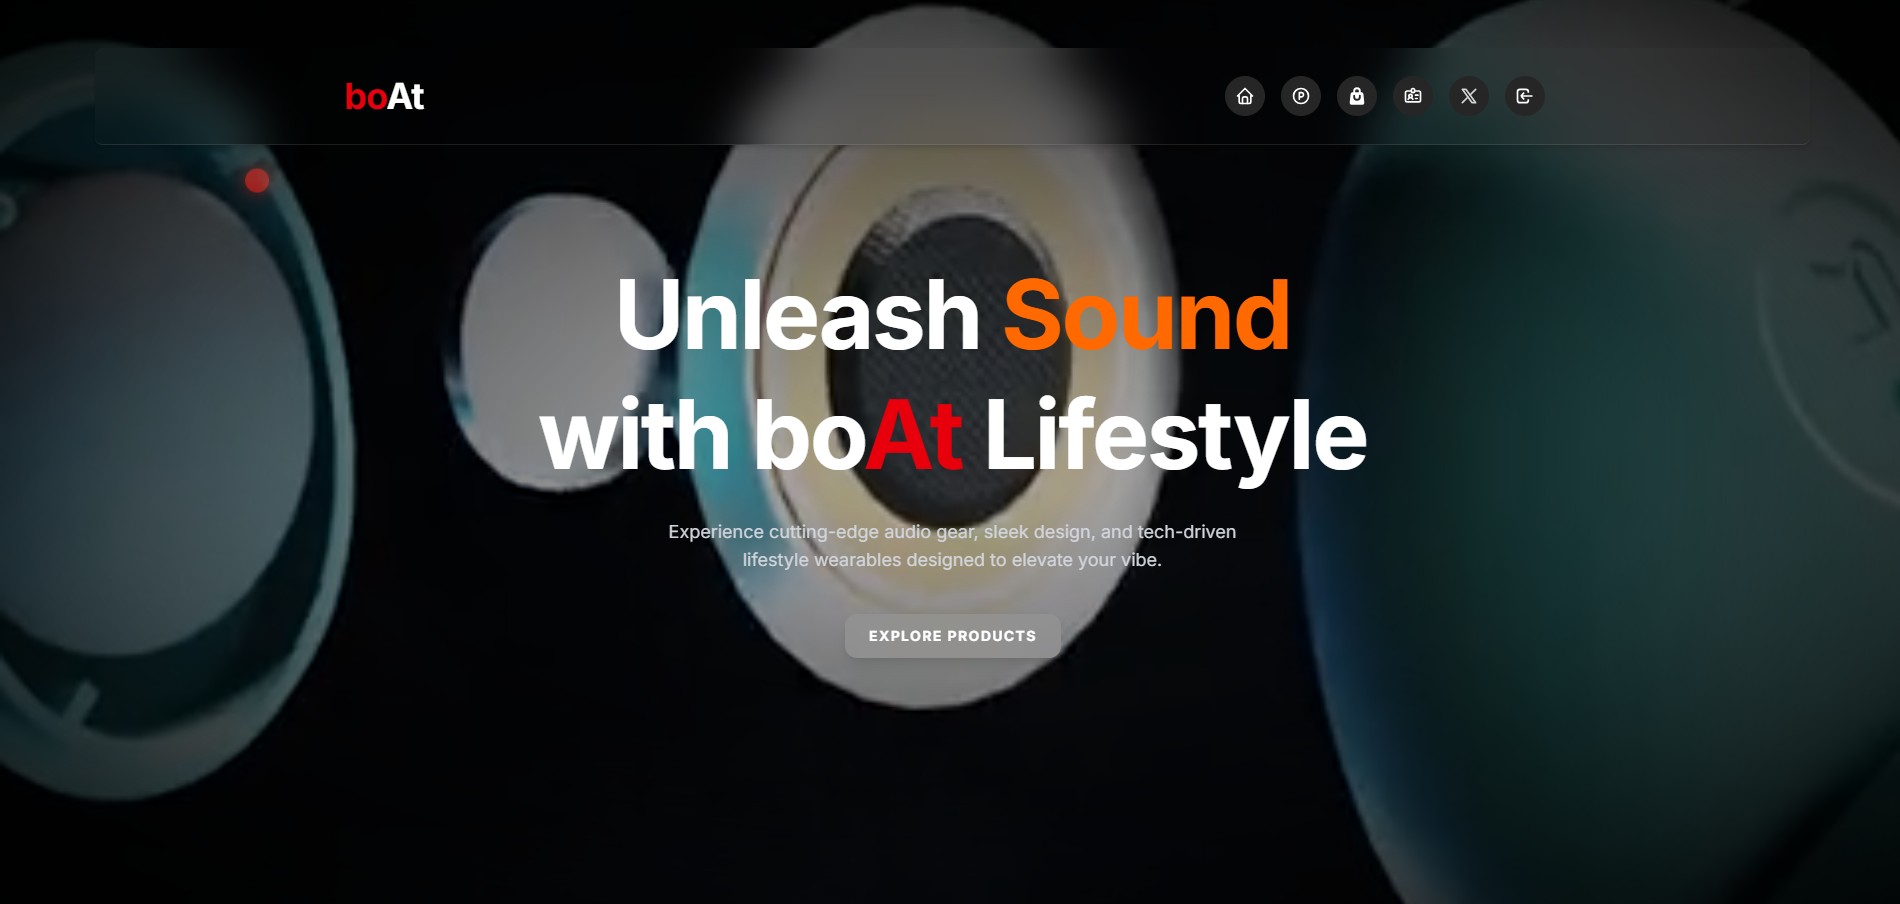 boAt
Unleash Sound
with boAt Lifestyle
Experience cutting-edge audio gear, sleek design, and tech-driven
lifestyle wearables designed to elevate your vibe.
EXPLORE PRODUCTS